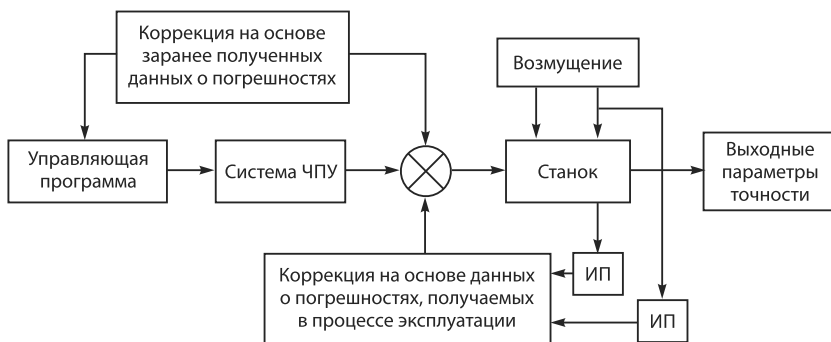 Коррекция на основе
заранее полученных
данных о погрешностях
Возмущение
Управляющая
программа
Система ЧПУ
Станок
Выходные
параметры
точности
Коррекция на основе данных
о погрешностях, получаемых
в процессе эксплуатации
ИП
ИП